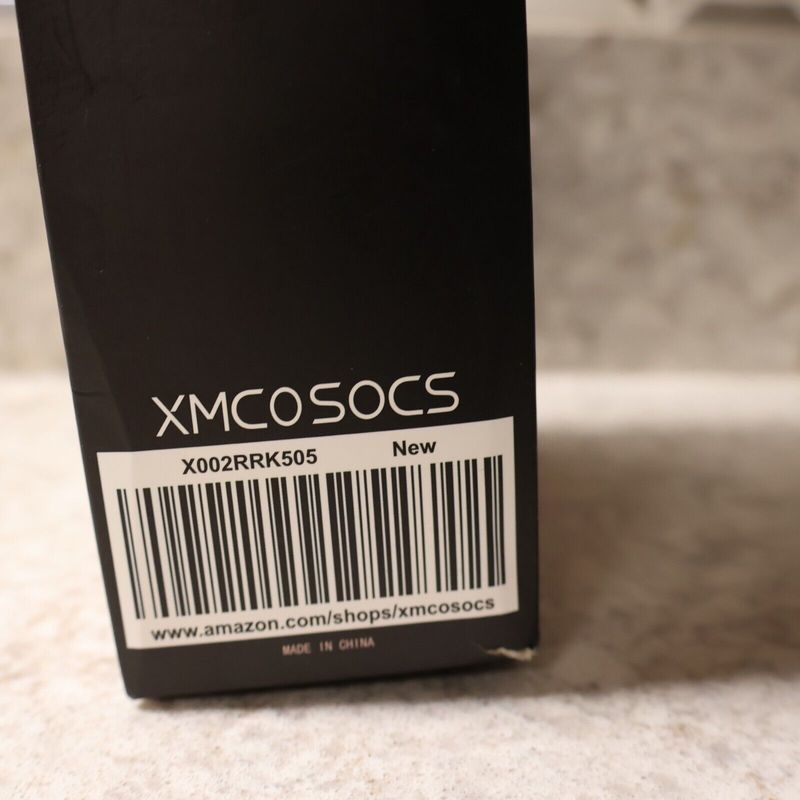 XMCOSOCS
X002RRK505 New
www.amazon.com/shops/xmcosocs
MADE IN CHINA